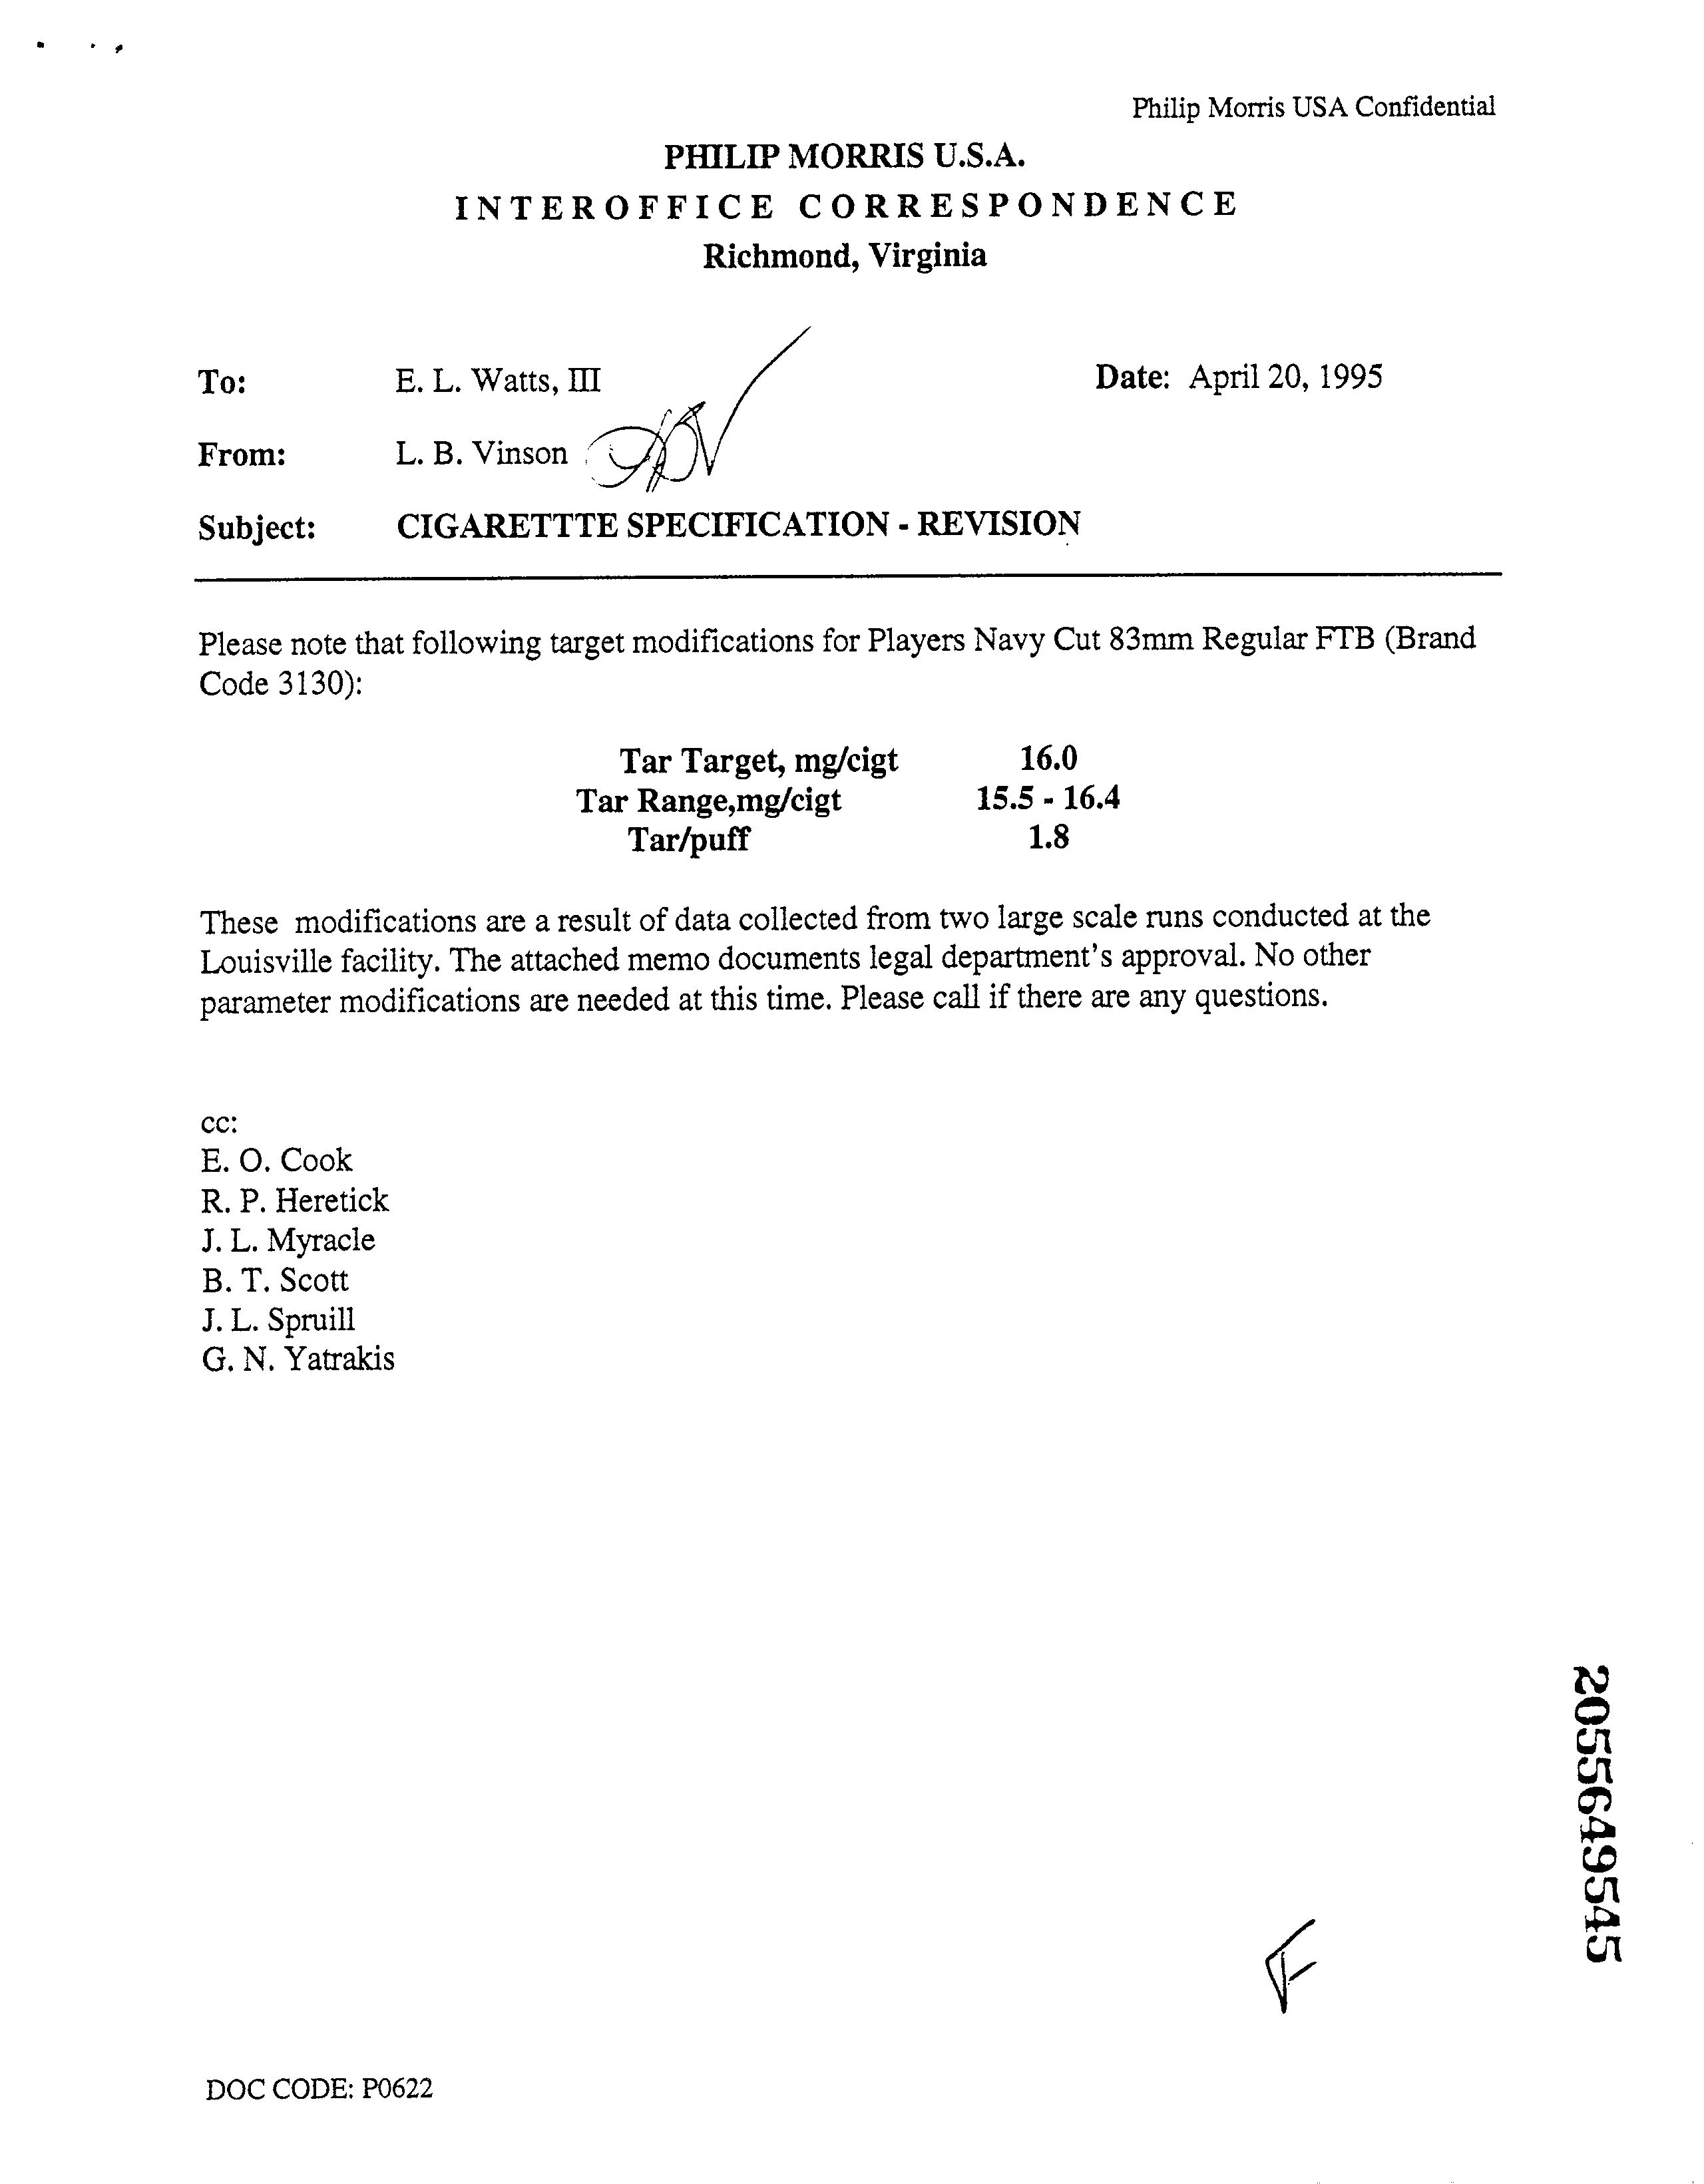 Philip Morris USA Confidential
PHILIP MORRIS U.S.A.
INTEROFFICE CORRESPONDENCE
Richmond, Virginia
To: E. L. Watts, III Date: April 20, 1995
From: L. B. Vinson
Subject: CIGARETTTE SPECIFICATION - REVISION
Please note that following target modifications for Players Navy Cut 83mm Regular FTB (Brand
Code 3130):
Tar Target, mg/cigt 16.0
Tar Range,mg/cigt 15.5 - 16.4
Tar/puff 1.8
These modifications are a result of data collected from two large scale runs conducted at the
Louisville facility. The attached memo documents legal department's approval. No other
parameter modifications are needed at this time. Please call if there are any questions.
cc:
E. O. Cook
R. P. Heretick
J. L. Myracle
B. T. Scott
J. L. Spruill
G. N. Yatrakis
2055649545
F
DOC CODE: P0622